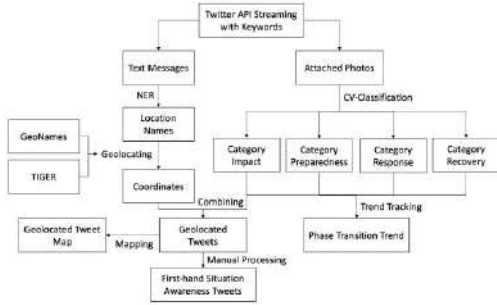 Twitter API Streaming
with Keywords
Text Messages
Attached Photos
NER
CV-Classification
Location
Names
GeoNames
Geolocating
TIGER
Category
Impact
Category
Preparedness
Category
Response
Category
Recovery
Coordinates
Combining
Trend Tracking
Geolocated Tweet
Map
Mapping
Geolocated
Tweets
Phase Transition Trend
Manual Processing
First-hand Situation
Awareness Tweets